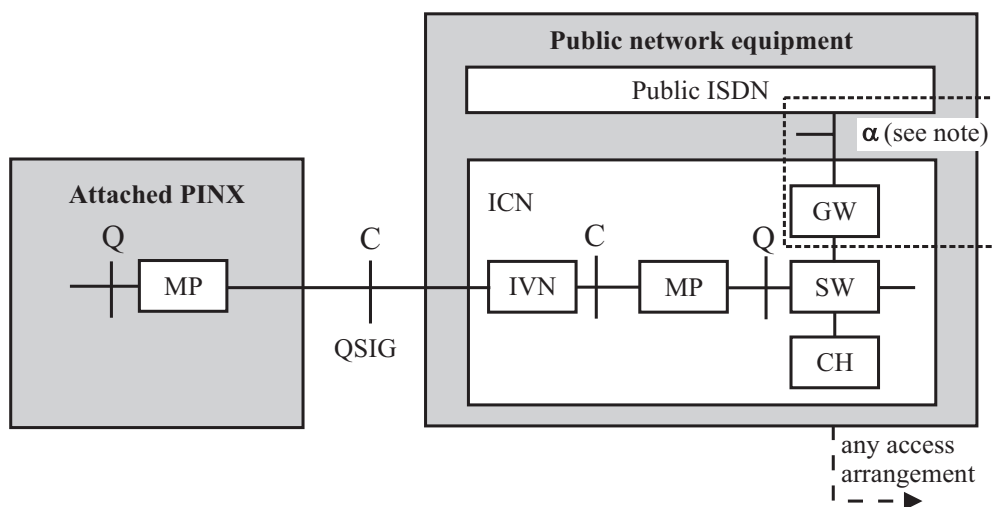 Public network equipment
Public ISDN
α (see note)
Attached PINX
ICN
GW
Q
C
C
Q
MP
IVN
MP
SW
QSIG
CH
any access
arrangement